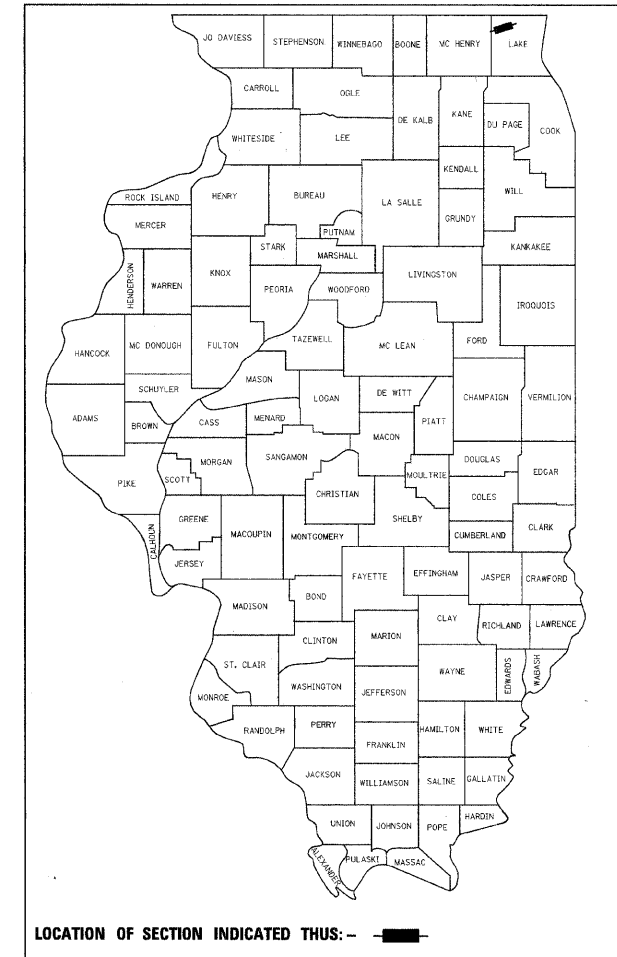 JO DAVIESS STEPHENSON WINNEBAGO BOONE MC HENRY LAKE
CARROLL OGLE DE KALB KANE DU PAGE COOK
WHITESIDE LEE KENDALL WILL
ROCK ISLAND HENRY BUREAU LA SALLE GRUNDY
MERCER STARK PUTNAM MARSHALL KANKAKEE
HENDERSON WARREN KNOX PEORIA WOODFORD LIVINGSTON IROQUOIS
HANCOCK MC DONOUGH FULTON TAZEWELL MC LEAN FORD
SCHUYLER MASON LOGAN DE WITT CHAMPAIGN VERMILION
ADAMS BROWN CASS MENARD MACON PIATT
PIKE SCOTT MORGAN SANGAMON CHRISTIAN MOULTRIE DOUGLAS EDGAR
COLES
CALHOUN GREENE MACOUPIN MONTGOMERY SHELBY CUMBERLAND CLARK
JERSEY FAYETTE EFFINGHAM JASPER CRAWFORD
MADISON BOND CLAY RICHLAND LAWRENCE
CLINTON MARION
ST. CLAIR WASHINGTON JEFFERSON WAYNE EDWARDS WABASH
MONROE
RANDOLPH PERRY FRANKLIN HAMILTON WHITE
JACKSON WILLIAMSON SALINE GALLATIN
UNION JOHNSON POPE HARDIN
ALEXANDER PULASKI MASSAC
LOCATION OF SECTION INDICATED THUS: -